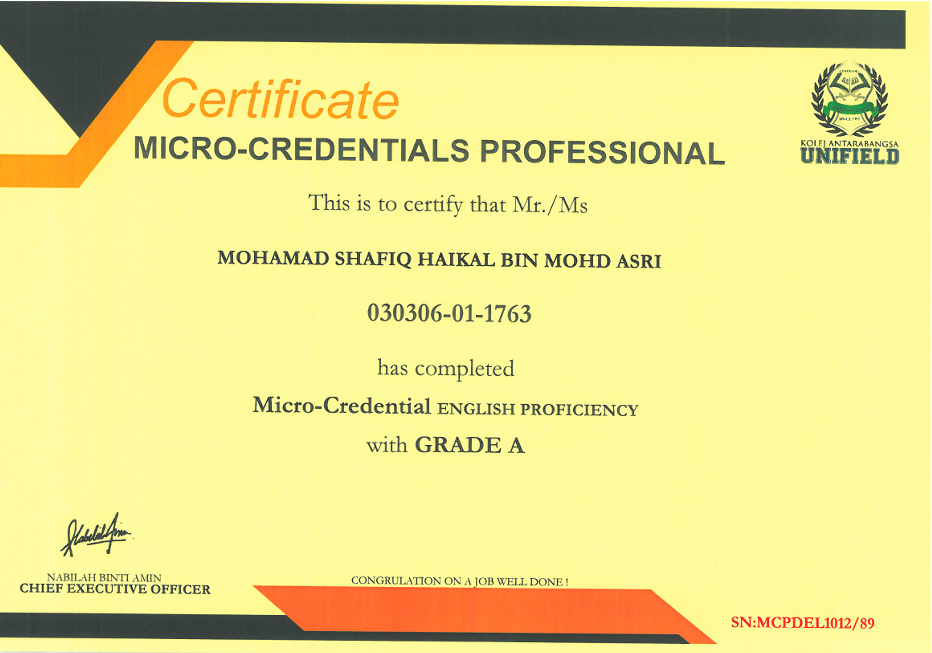 Certificate
MICRO-CREDENTIALS PROFESSIONAL
KOLEJ ANTARABANGSA
UNIFIELD
This is to certify that Mr./Ms
MOHAMAD SHAFIQ HAIKAL BIN MOHD ASRI
030306-01-1763
has completed
Micro-Credential ENGLISH PROFICIENCY
with GRADE A
NABILAH BINTI AMIN
CHIEF EXECUTIVE OFFICER
CONGRULATION ON A JOB WELL DONE !
SN:MCPDEL1012/89